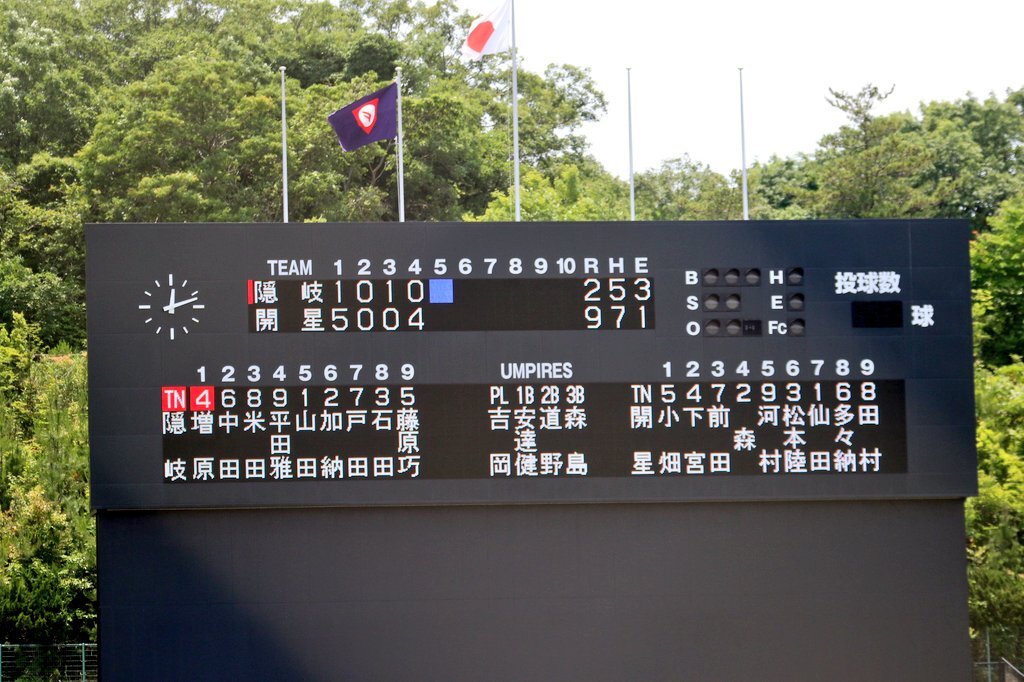 TEAM 1 2 3 4 5 6 7 8 9 10 R H E
隠岐 1 0 1 0 2 5 3
開星 5 0 0 4 9 7 1
B H
S E
O Fc
投球数
球
1 2 3 4 5 6 7 8 9
TN 4 6 8 9 1 2 7 3 5
隠岐 増原 中田 米田 平田雅 山田 加納 戸田 石田 藤原巧
UMPIRES
PL 1B 2B 3B
吉岡 安達健 道野 森島
1 2 3 4 5 6 7 8 9
TN 5 4 7 2 9 3 1 6 8
開星 小畑 下宮 前田 森 河村 松本陸 仙田 多々納 田村